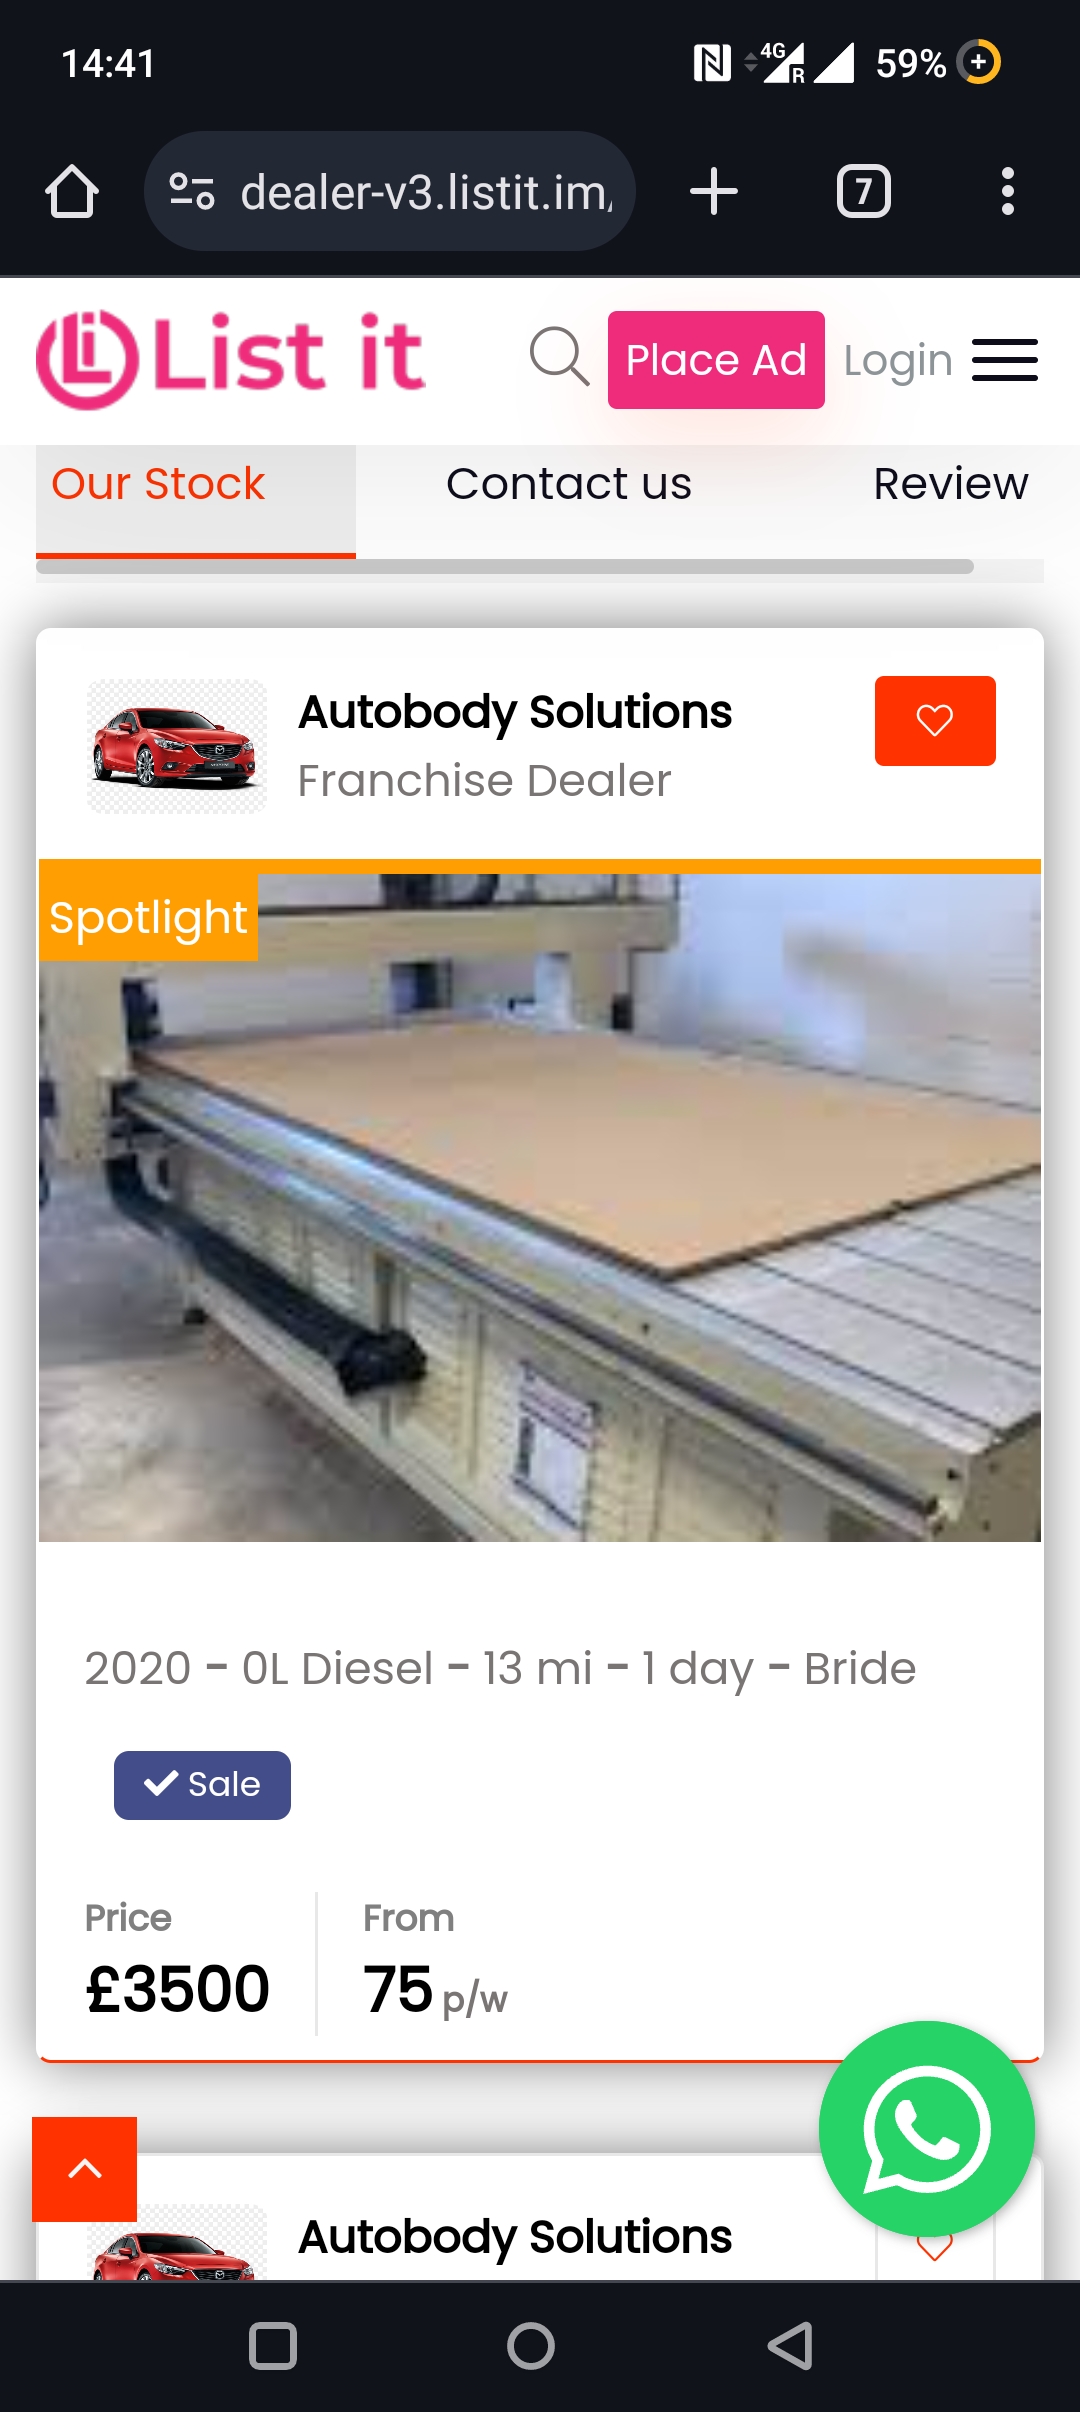 14:41
4G
R
59%
dealer-v3.listit.im/
7
List it
Place Ad
Login
Our Stock
Contact us
Review
Autobody Solutions
Franchise Dealer
Spotlight
2020 - 0L Diesel - 13 mi - 1 day - Bride
Sale
Price
From
£3500
75 p/w
Autobody Solutions